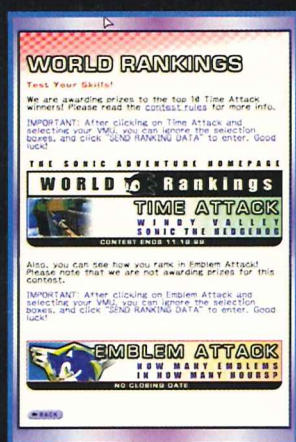 WORLD RANKINGS
Test Your Skills!
We are awarding prizes to the top 10 Time Attack
winners! Please read the contest rules for more info.
IMPORTANT: After clicking on Time Attack and
selecting your VMU, you can ignore the selection
boxes, and click "SEND RANKING DATA" to enter. Good
luck!
THE SONIC ADVENTURE HOMEPAGE
WORLD Rankings
TIME ATTACK
WINDY VALLEY
SONIC THE HEDGEHOG
CONTEST ENDS 11.18.99
Also, you can see how you rank in Emblem Attack!
Please note that we are not awarding prizes for this
contest.
IMPORTANT: After clicking on Emblem Attack and
selecting your VMU, you can ignore the selection
boxes, and click "SEND RANKING DATA" to enter. Good
luck!
EMBLEM ATTACK
HOW MANY EMBLEMS
IN HOW MANY HOURS?
NO CLOSING DATE
BACK